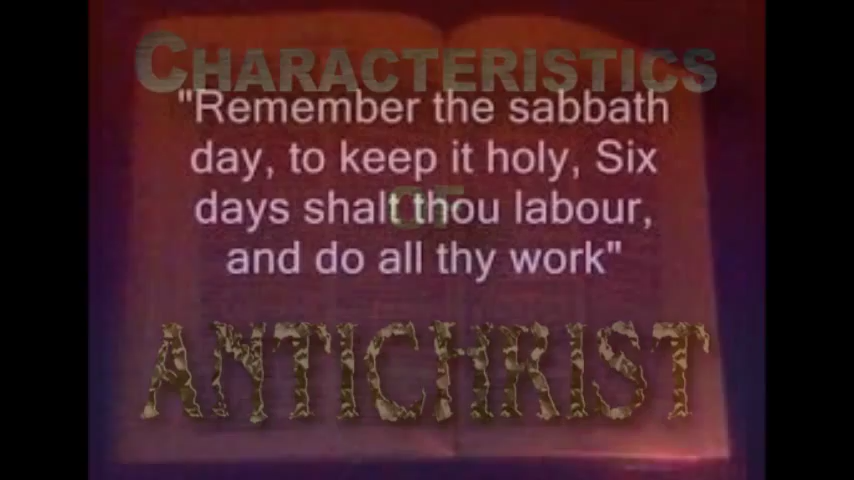 CHARACTERISTICS
"Remember the sabbath
day, to keep it holy, Six
OF
days shalt thou labour,
and do all thy work"
ANTICHRIST